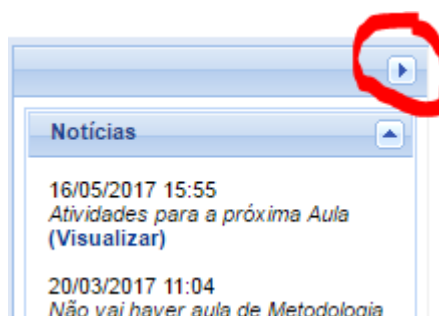 Notícias
16/05/2017 15:55
Atividades para a próxima Aula
(Visualizar)
20/03/2017 11:04
Não vai haver aula de Metodologia